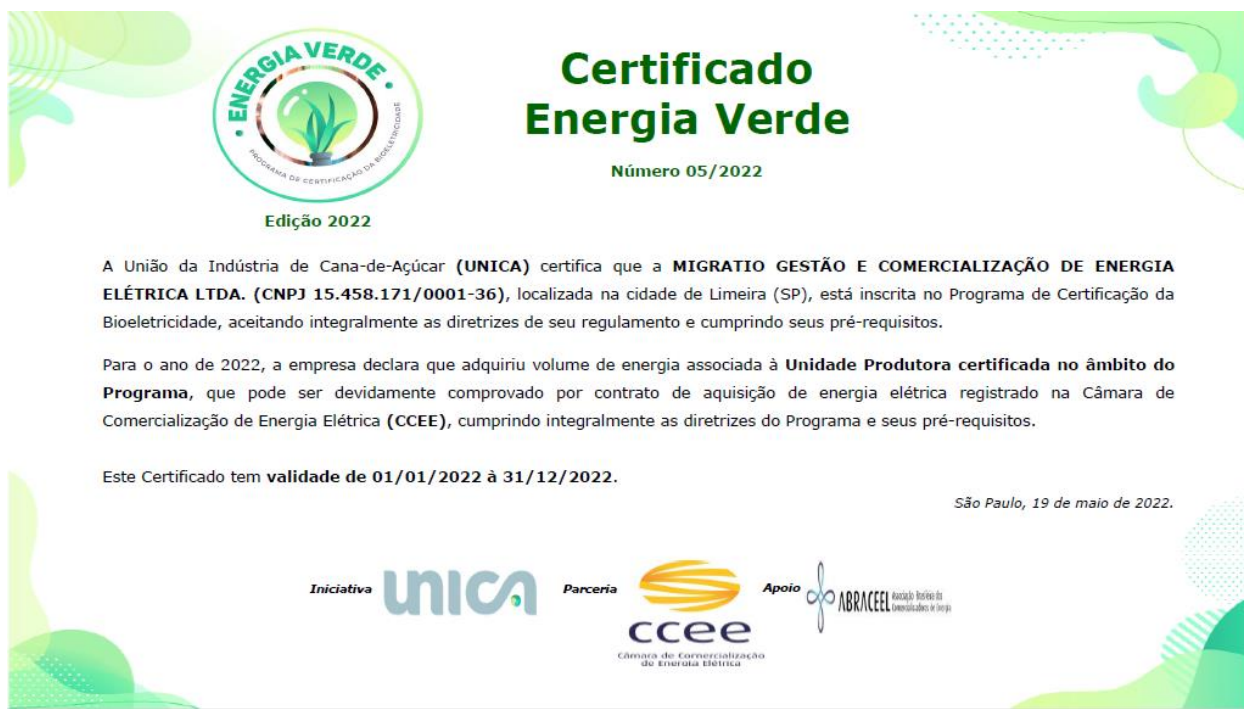 ENERGIA VERDE
PROGRAMA DE CERTIFICAÇÃO DA BIOELETRICIDADE
Edição 2022
Certificado
Energia Verde
Número 05/2022
A União da Indústria de Cana-de-Açúcar (UNICA) certifica que a MIGRATIO GESTÃO E COMERCIALIZAÇÃO DE ENERGIA
ELÉTRICA LTDA. (CNPJ 15.458.171/0001-36), localizada na cidade de Limeira (SP), está inscrita no Programa de Certificação da
Bioeletricidade, aceitando integralmente as diretrizes de seu regulamento e cumprindo seus pré-requisitos.
Para o ano de 2022, a empresa declara que adquiriu volume de energia associada à Unidade Produtora certificada no âmbito do
Programa, que pode ser devidamente comprovado por contrato de aquisição de energia elétrica registrado na Câmara de
Comercialização de Energia Elétrica (CCEE), cumprindo integralmente as diretrizes do Programa e seus pré-requisitos.
Este Certificado tem validade de 01/01/2022 à 31/12/2022.
São Paulo, 19 de maio de 2022.
Iniciativa
unica
Parceria
ccee
Câmara de Comercialização
de Energia Elétrica
Apoio
ABRACEEL
Associação Brasileira dos
Comercializadores de Energia